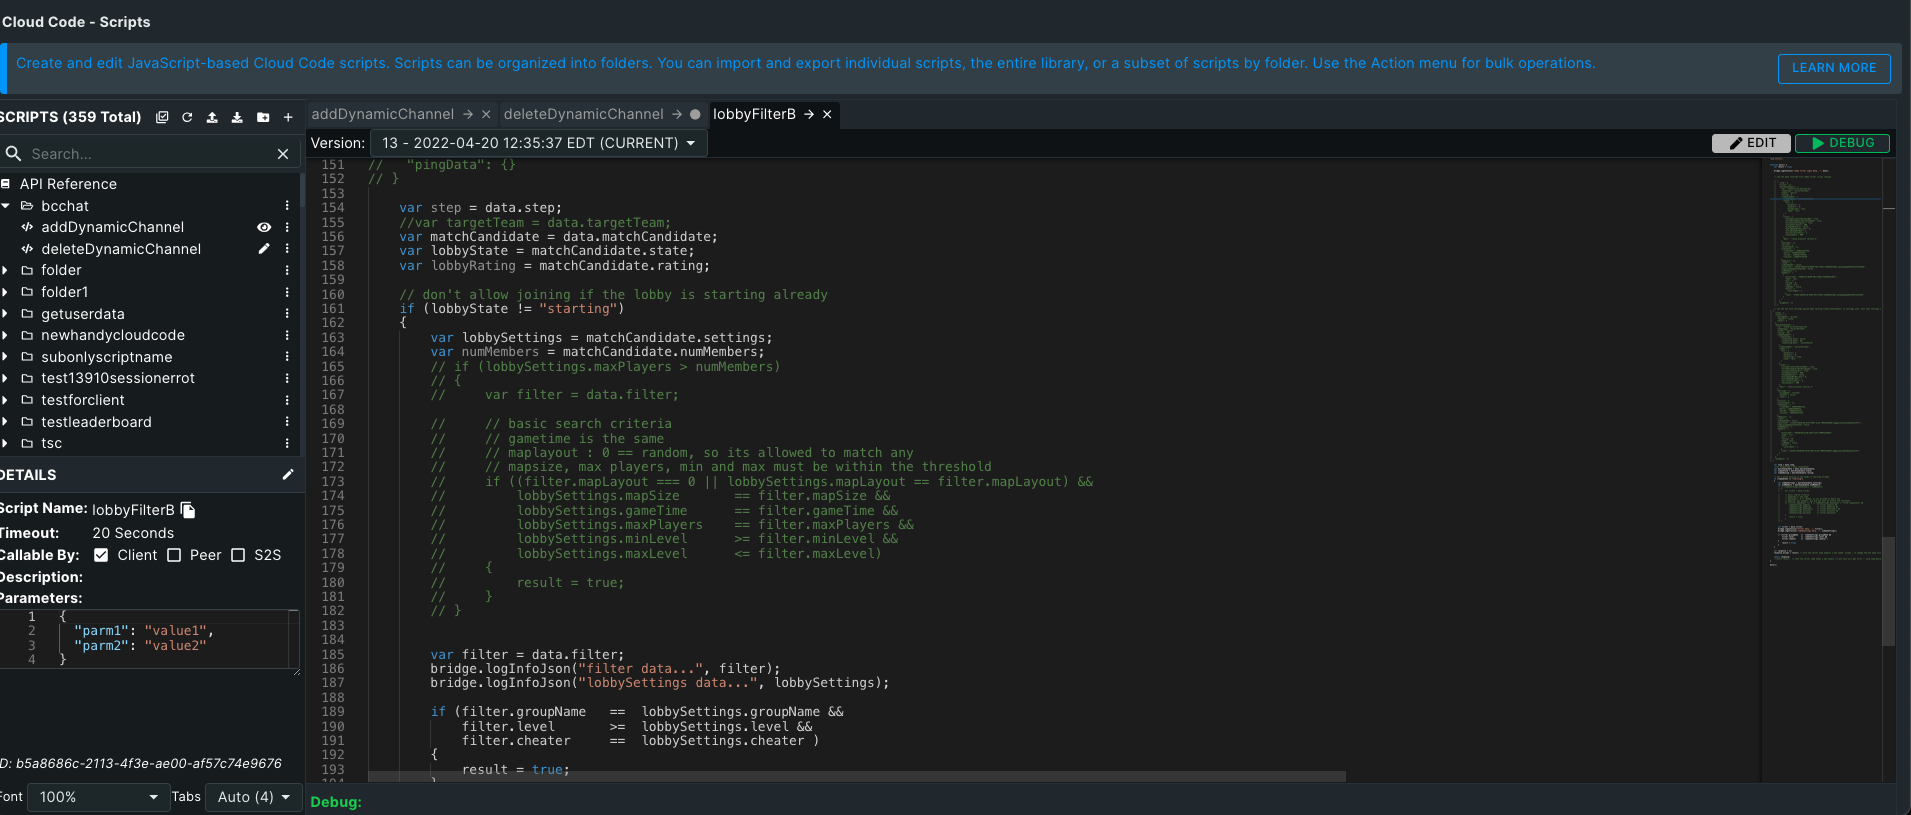 Cloud Code - Scripts
Create and edit JavaScript-based Cloud Code scripts. Scripts can be organized into folders. You can import and export individual scripts, the entire library, or a subset of scripts by folder. Use the Action menu for bulk operations.
LEARN MORE
SCRIPTS (359 Total)
Search...
API Reference
bcchat
addDynamicChannel
deleteDynamicChannel
folder
folder1
getuserdata
newhandycloudcode
subonlyscriptname
test13910sessionerrot
testforclient
testleaderboard
tsc
DETAILS
Script Name: lobbyFilterB
Timeout: 20 Seconds
Callable By: Client Peer S2S
Description:
Parameters:
1 {
2 "parm1": "value1",
3 "parm2": "value2"
4 }
D: b5a8686c-2113-4f3e-ae00-af57c74e9676
Font 100% Tabs Auto (4)
addDynamicChannel deleteDynamicChannel lobbyFilterB
Version: 13 - 2022-04-20 12:35:37 EDT (CURRENT)
EDIT DEBUG
151 //   "pingData": {}
152 // }
153
154 var step = data.step;
155 //var targetTeam = data.targetTeam;
156 var matchCandidate = data.matchCandidate;
157 var lobbyState = matchCandidate.state;
158 var lobbyRating = matchCandidate.rating;
159
160 // don't allow joining if the lobby is starting already
161 if (lobbyState != "starting")
162 {
163 var lobbySettings = matchCandidate.settings;
164 var numMembers = matchCandidate.numMembers;
165 // if (lobbySettings.maxPlayers > numMembers)
166 // {
167 //     var filter = data.filter;
168
169 //     // basic search criteria
170 //     // gametime is the same
171 //     // maplayout : 0 == random, so its allowed to match any
172 //     // mapsize, max players, min and max must be within the threshold
173 //     if ((filter.mapLayout === 0 || lobbySettings.mapLayout == filter.mapLayout) &&
174 //         lobbySettings.mapSize       == filter.mapSize &&
175 //         lobbySettings.gameTime      == filter.gameTime &&
176 //         lobbySettings.maxPlayers    == filter.maxPlayers &&
177 //         lobbySettings.minLevel      >= filter.minLevel &&
178 //         lobbySettings.maxLevel      <= filter.maxLevel)
179 //     {
180 //         result = true;
181 //     }
182 // }
183
184
185 var filter = data.filter;
186 bridge.logInfoJson("filter data...", filter);
187 bridge.logInfoJson("lobbySettings data...", lobbySettings);
188
189 if (filter.groupName   ==  lobbySettings.groupName &&
190 filter.level       >=  lobbySettings.level &&
191 filter.cheater     ==  lobbySettings.cheater )
192 {
193 result = true;
Debug: